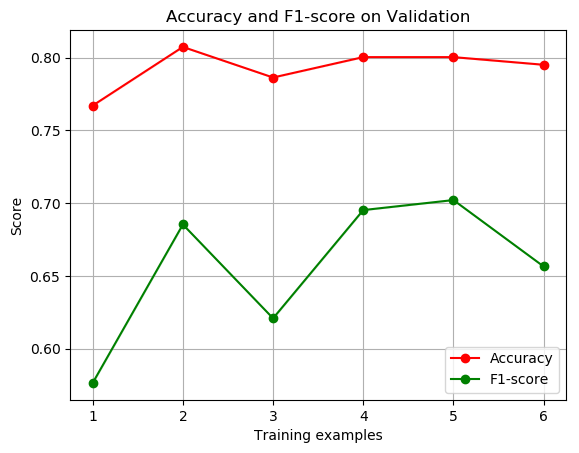 Accuracy and F1-score on Validation
0.80
0.75
0.70
0.65
0.60
Score
1 2 3 4 5 6
Training examples
Accuracy
F1-score